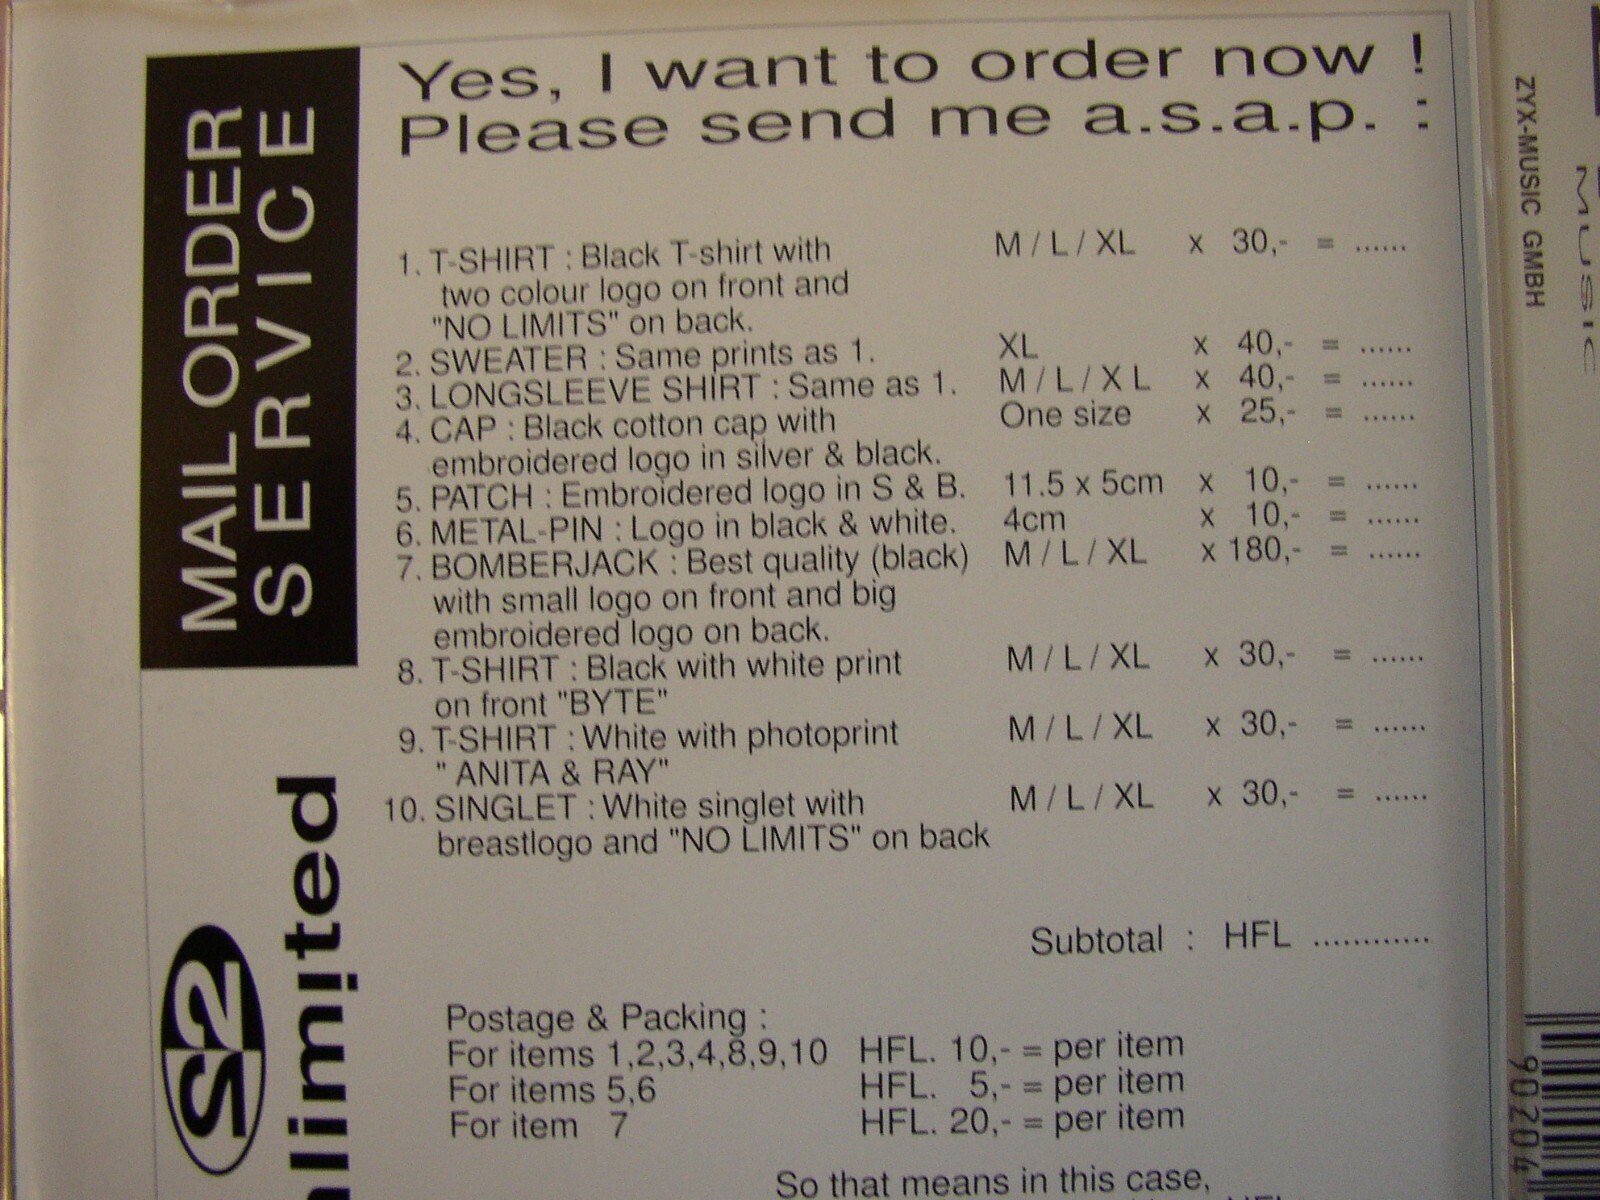 MAIL ORDER
SERVICE
Yes, I want to order now !
Please send me a.s.a.p. :
1. T-SHIRT : Black T-shirt with M / L / XL x 30,- = ......
two colour logo on front and
"NO LIMITS" on back.
2. SWEATER : Same prints as 1. XL x 40,- = ......
3. LONGSLEEVE SHIRT : Same as 1. M / L / X L x 40,- = ......
4. CAP : Black cotton cap with One size x 25,- = ......
embroidered logo in silver & black.
5. PATCH : Embroidered logo in S & B. 11.5 x 5cm x 10,- = ......
6. METAL-PIN : Logo in black & white. 4cm x 10,- = ......
7. BOMBERJACK : Best quality (black) M / L / XL x 180,- = ......
with small logo on front and big
embroidered logo on back.
8. T-SHIRT : Black with white print M / L / XL x 30,- = ......
on front "BYTE"
9. T-SHIRT : White with photoprint M / L / XL x 30,- = ......
" ANITA & RAY"
10. SINGLET : White singlet with M / L / XL x 30,- = ......
breastlogo and "NO LIMITS" on back
Subtotal : HFL ............
Postage & Packing :
For items 1,2,3,4,8,9,10 HFL. 10,- = per item
For items 5,6 HFL. 5,- = per item
For item 7 HFL. 20,- = per item
So that means in this case,
limited
ZYX-MUSIC GMBH
MUSIC
90204